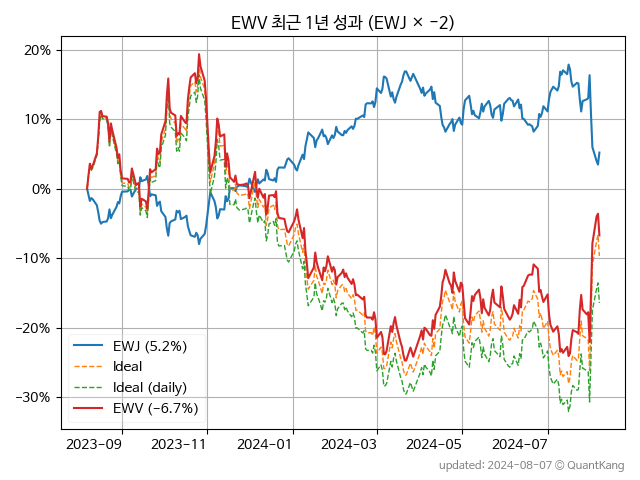 EWV 최근 1년 성과 (EWJ × −2)
20%
10%
0%
−10%
−20%
−30%
EWJ (5.2%)
Ideal
Ideal (daily)
EWV (−6.7%)
2023-09
2023-11
2024-01
2024-03
2024-05
2024-07
updated: 2024-08-07 © QuantKang